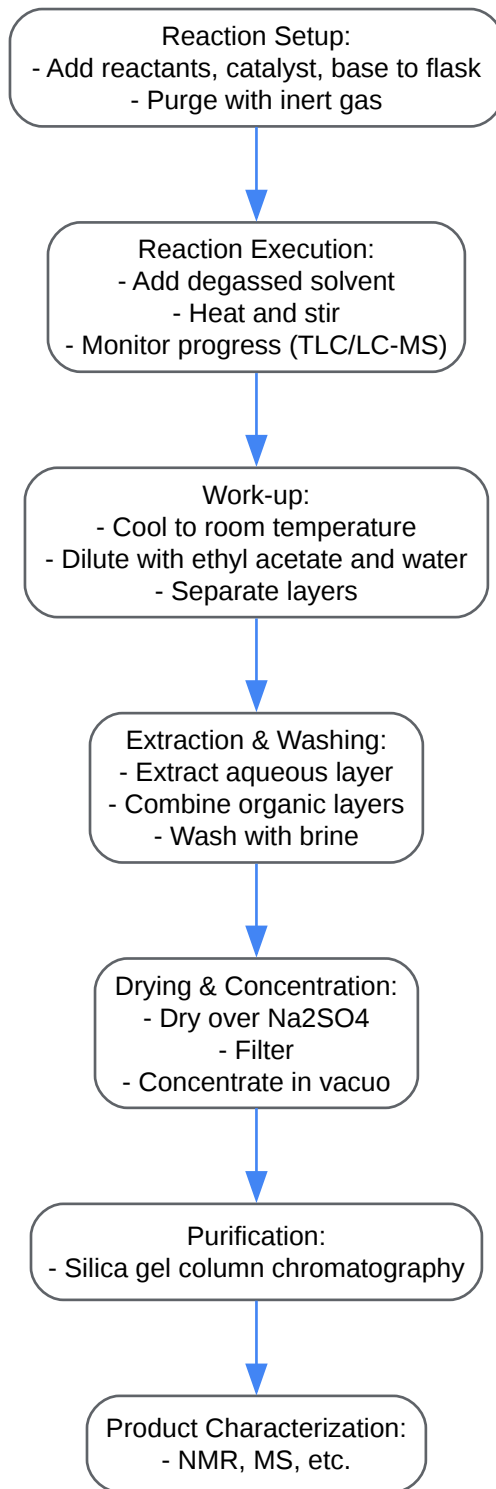 Reaction Setup:
- Add reactants, catalyst, base to flask
- Purge with inert gas
Reaction Execution:
- Add degassed solvent
- Heat and stir
- Monitor progress (TLC/LC-MS)
Work-up:
- Cool to room temperature
- Dilute with ethyl acetate and water
- Separate layers
Extraction & Washing:
- Extract aqueous layer
- Combine organic layers
- Wash with brine
Drying & Concentration:
- Dry over Na2SO4
- Filter
- Concentrate in vacuo
Purification:
- Silica gel column chromatography
Product Characterization:
- NMR, MS, etc.